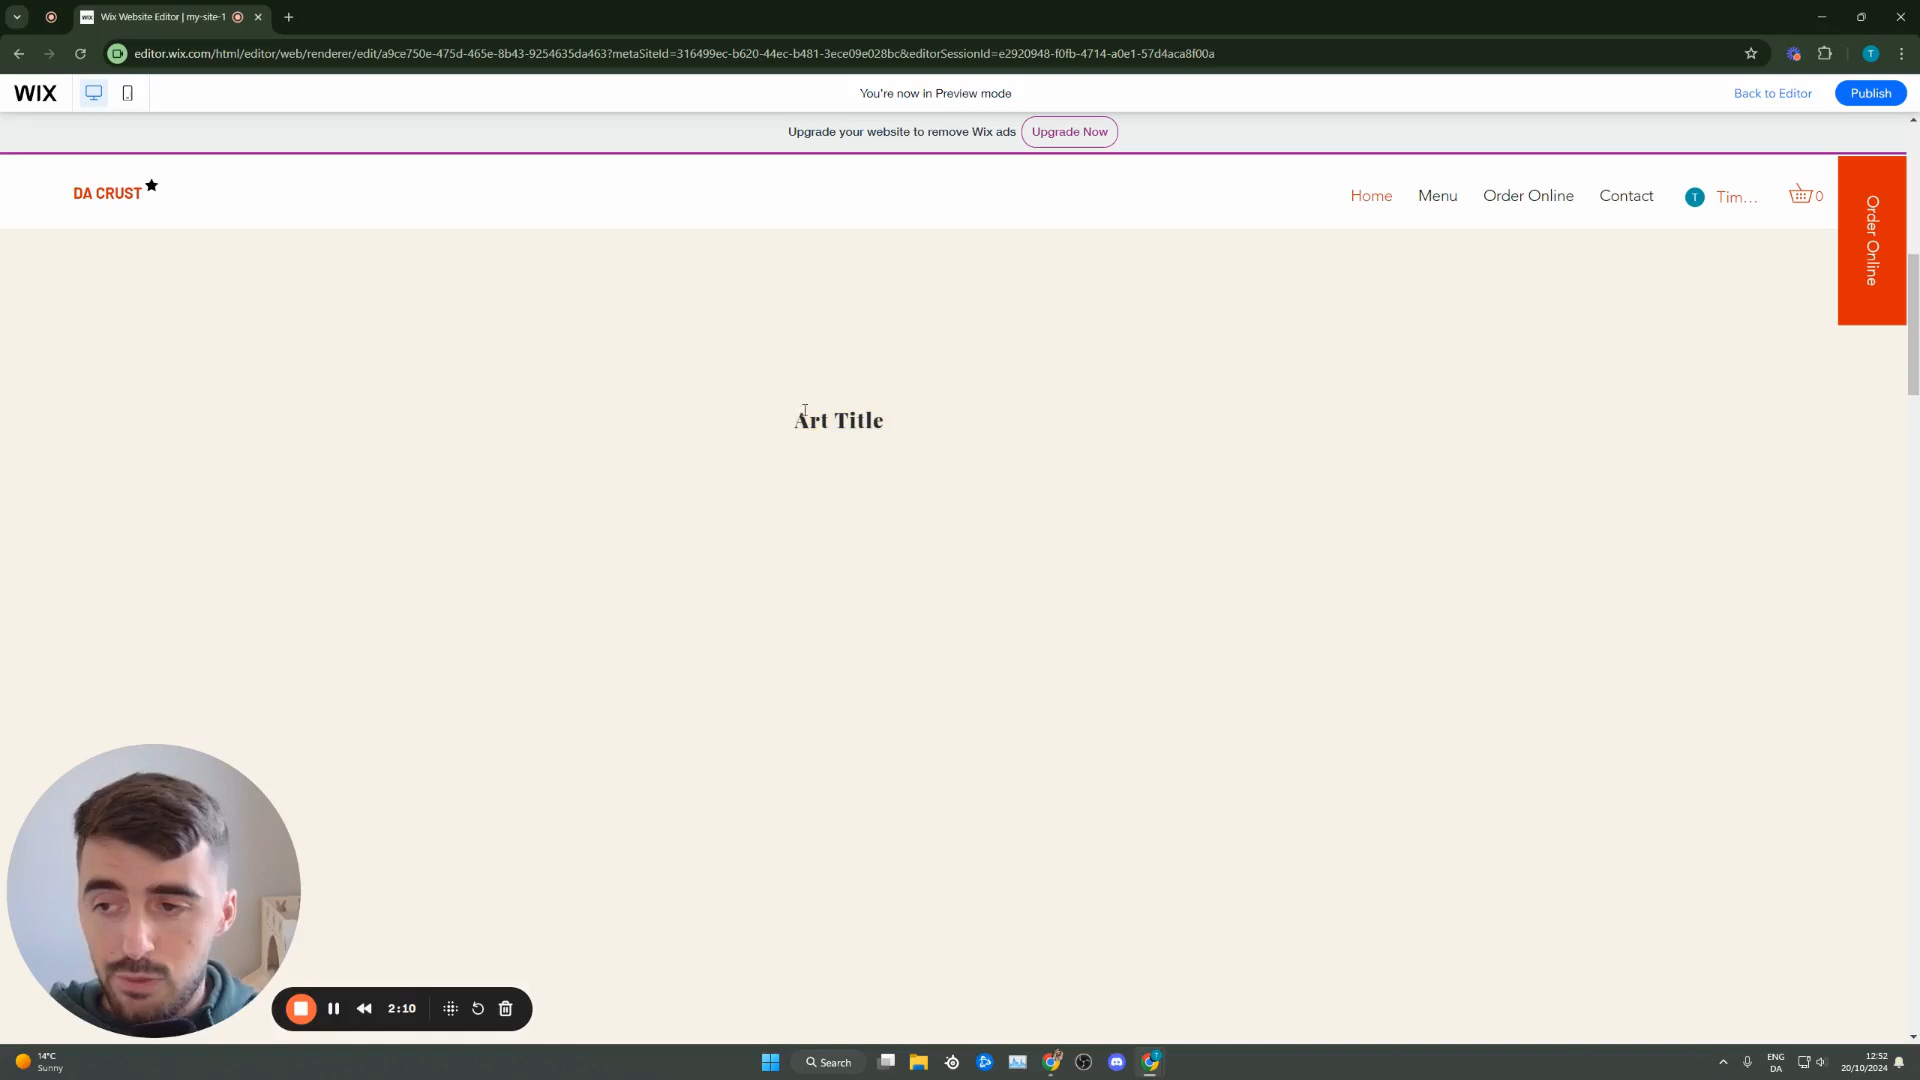 Wix Website Editor | my-site-1
editor.wix.com/html/editor/web/renderer/edit/a9ce750e-475d-465e-8b43-9254635da463?metaSiteId=316499ec-b620-44ec-b481-3ece09e028bc&editorSessionId=e2920948-f0fb-4714-a0e1-57d4aca8f00a
T
WIX
You're now in Preview mode
Back to Editor
Publish
Upgrade your website to remove Wix ads
Upgrade Now
DA CRUST
Home
Menu
Order Online
Contact
T
Tim...
0
Order Online
Art Title
2:10
14°C
Sunny
Search
ENG
DA
12:52
20/10/2024